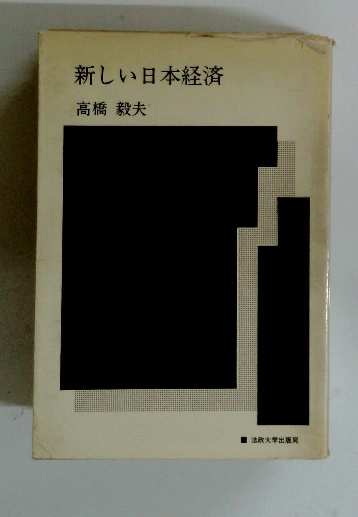 新しい日本経済
高橋 毅夫
■ 法政大学出版局